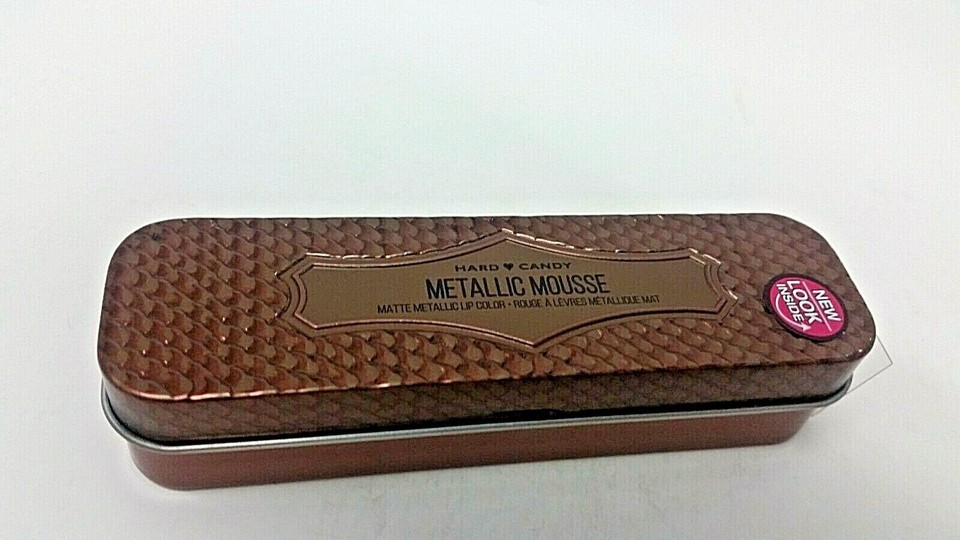 HARD ♥ CANDY
METALLIC MOUSSE
MATTE METALLIC LIP COLOR • ROUGE À LÈVRES MÉTALLIQUE MAT
NEW
LOOK
INSIDE